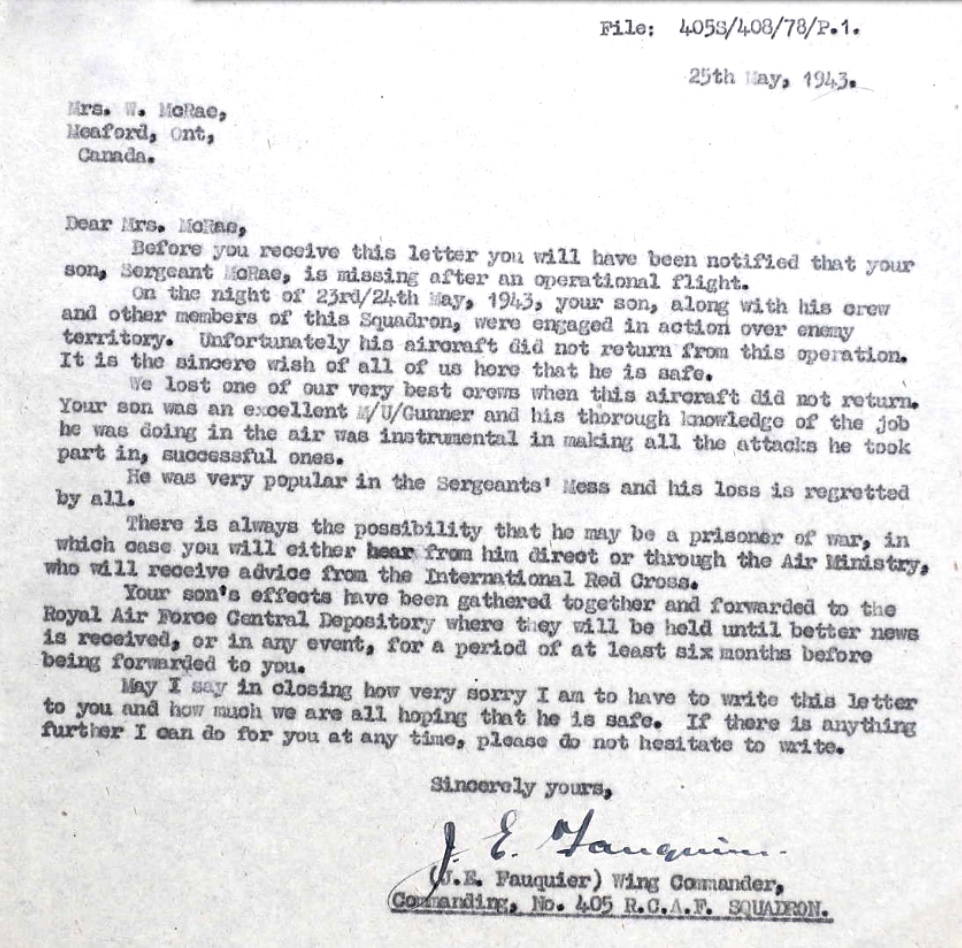 File: 405S/408/78/P.1.
25th May, 1943.
Mrs. W. McRae,
Meaford, Ont,
Canada.
Dear Mrs. McRae,
Before you receive this letter you will have been notified that your
son, Sergeant McRae, is missing after an operational flight.
On the night of 23rd/24th May, 1943, your son, along with his crew
and other members of this Squadron, were engaged in action over enemy
territory. Unfortunately his aircraft did not return from this operation.
It is the sincere wish of all of us here that he is safe.
We lost one of our very best crews when this aircraft did not return.
Your son was an excellent M/U/Gunner and his thorough knowledge of the job
he was doing in the air was instrumental in making all the attacks he took
part in, successful ones.
He was very popular in the Sergeants' Mess and his loss is regretted
by all.
There is always the possibility that he may be a prisoner of war, in
which case you will either hear from him direct or through the Air Ministry,
who will receive advice from the International Red Cross.
Your son's effects have been gathered together and forwarded to the
Royal Air Force Central Depository where they will be held until better news
is received, or in any event, for a period of at least six months before
being forwarded to you.
May I say in closing how very sorry I am to have to write this letter
to you and how much we are all hoping that he is safe. If there is anything
further I can do for you at any time, please do not hesitate to write.
Sincerely yours,
J. E. Fauquier.
(J.E. Fauquier) Wing Commander,
Commanding, No. 405 R.C.A.F. SQUADRON.